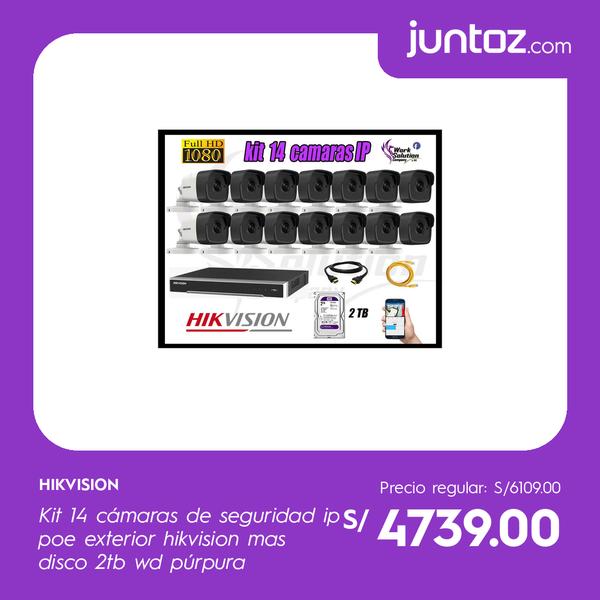 juntoz.com
Full HD
1080
kit 14 camaras IP
Work
Solution
Company
HIKVISION
2 TB
HIKVISION
Precio regular: S/6109.00
Kit 14 cámaras de seguridad ip
poe exterior hikvision mas
disco 2tb wd púrpura
S/ 4739.00